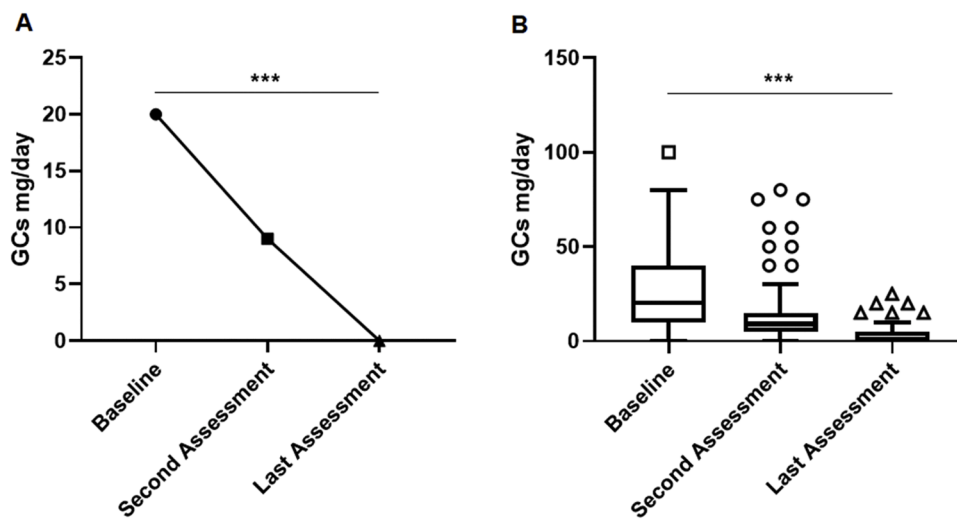 A
GCs mg/day
25
20
15
10
5
0
***
Baseline
Second Assessment
Last Assessment
B
GCs mg/day
150
100
50
0
***
Baseline
Second Assessment
Last Assessment